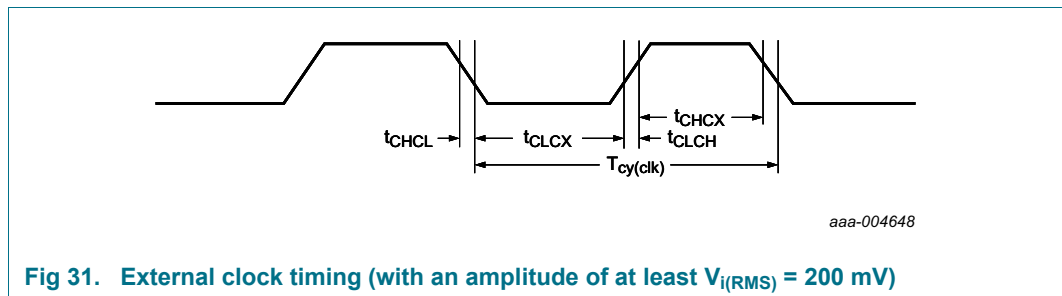 tCHCX
tCHCL tCLCX tCLCH
Tcy(clk)
aaa-004648
Fig 31. External clock timing (with an amplitude of at least Vi(RMS) = 200 mV)